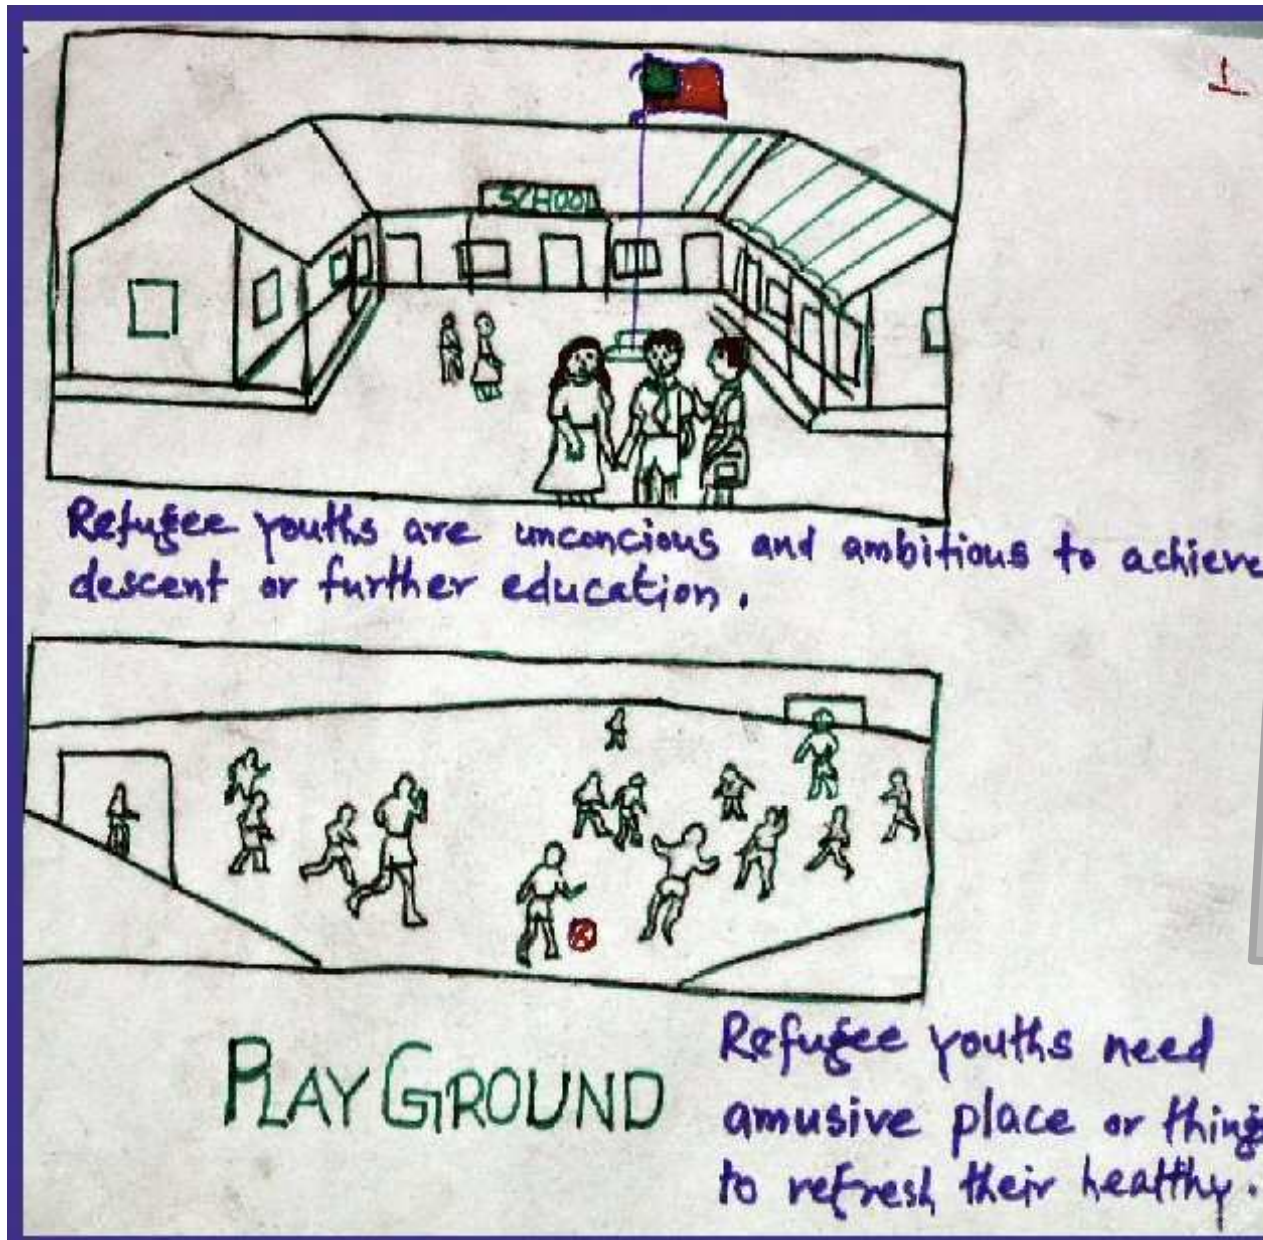 1
SCHOOL
Refugee youths are unconcious and ambitious to achieve
descent or further education.
PLAY GROUND
Refugee youths need
amusive place or things
to refresh their healthy.